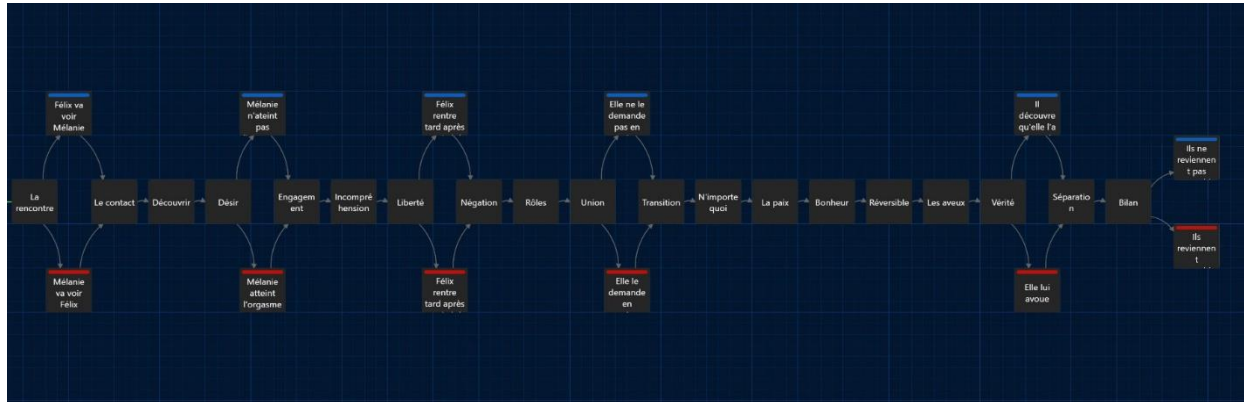 Félix va
voir
Mélanie
Mélanie
n'ateint
pas
Félix
rentre
tard après
Elle ne le
demande
pas en
Il
découvre
qu'elle l'a
Ils ne
reviennen
t pas
La
rencontre
Le contact
Découvrir
Désir
Engagem
ent
Incompré
hension
Liberté
Négation
Rôles
Union
Transition
N'importe
quoi
La paix
Bonheur
Réversible
Les aveux
Vérité
Séparatio
n
Bilan
Mélanie
va voir
Félix
Mélanie
atteint
l'orgasme
Félix
rentre
tard après
Elle le
demande
en
Elle lui
avoue
Ils
reviennen
t